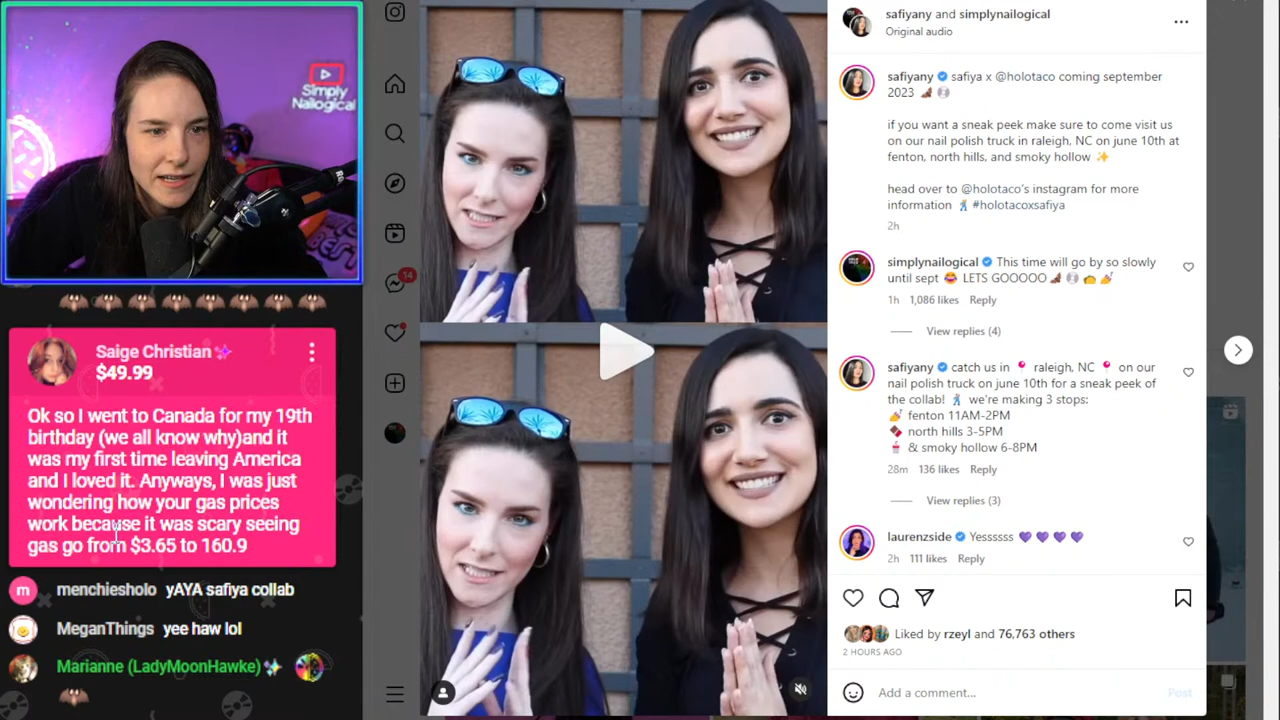 Simply
Nailogical
Saige Christian
$49.99
Ok so I went to Canada for my 19th
birthday (we all know why)and it
was my first time leaving America
and I loved it. Anyways, I was just
wondering how your gas prices
work because it was scary seeing
gas go from $3.65 to 160.9
m menchiesholo yAYA safiya collab
MeganThings yee haw lol
Marianne (LadyMoonHawke)
14
safiyany and simplynailogical
Original audio
safiyany safiya x @holotaco coming september
2023
if you want a sneak peek make sure to come visit us
on our nail polish truck in raleigh, NC on june 10th at
fenton, north hills, and smoky hollow ✨
head over to @holotaco's instagram for more
information #holotacoxsafiya
2h
simplynailogical This time will go by so slowly
until sept 😂 LETS GOOOOO 🌮 💅
1h 1,086 likes Reply
View replies (4)
safiyany catch us in 📍 raleigh, NC 📍 on our
nail polish truck on june 10th for a sneak peek of
the collab! we're making 3 stops:
💅 fenton 11AM-2PM
🍫 north hills 3-5PM
& smoky hollow 6-8PM
28m 136 likes Reply
View replies (3)
laurenzside Yessssss 💜 💜 💜 💜
2h 111 likes Reply
Liked by rzeyl and 76,763 others
2 HOURS AGO
Add a comment...
Post